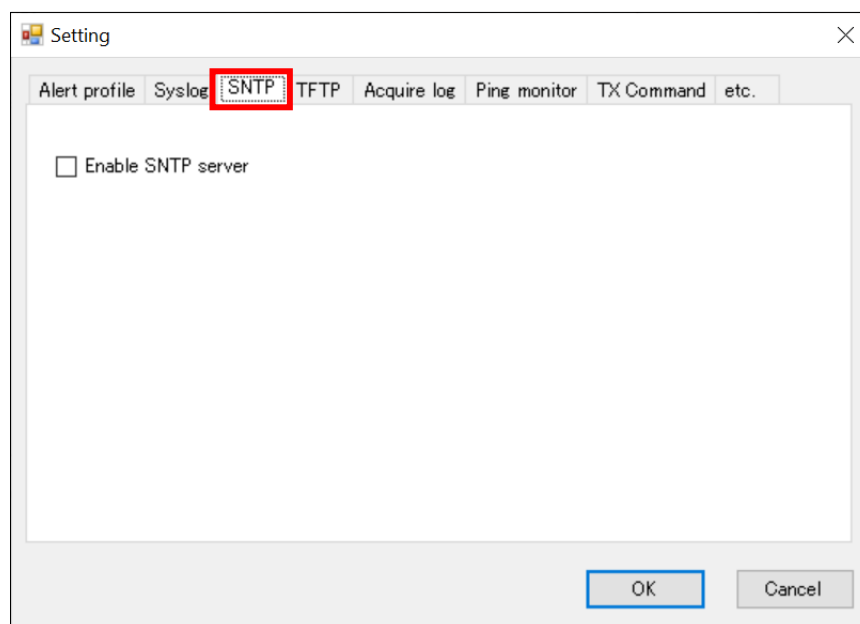 Setting
Alert profile Syslog SNTP TFTP Acquire log Ping monitor TX Command etc.
Enable SNTP server
OK Cancel